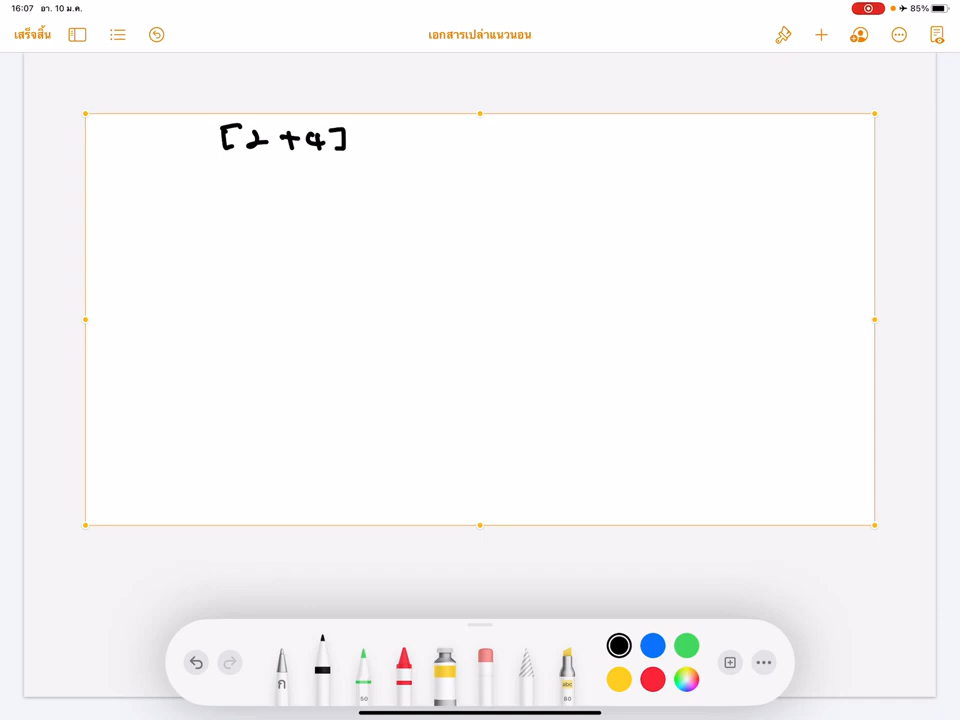 16:07 อา. 10 ม.ค. 85%
เสร็จสิ้น เอกสารเปล่าแนวนอน
[2+4]
ก 50 abc 80